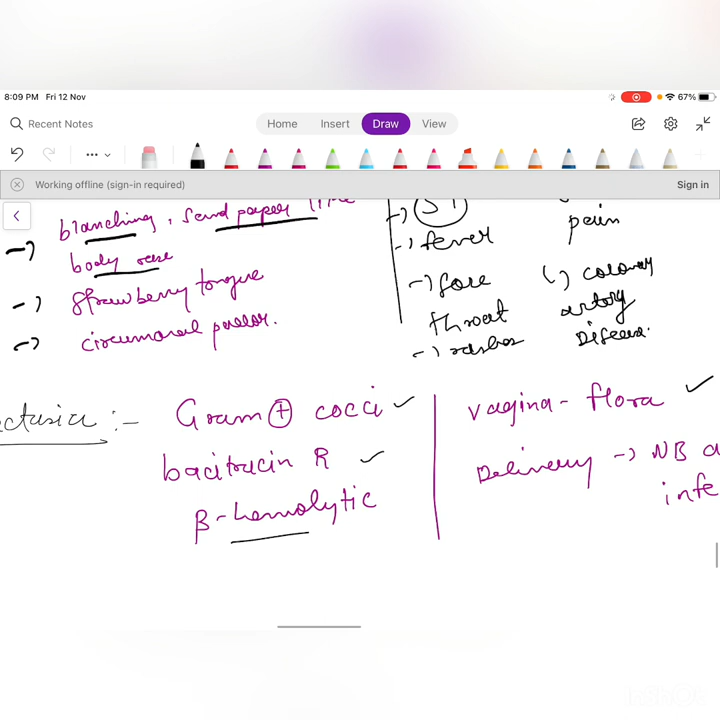 8:09 PM Fri 12 Nov
67%
Recent Notes
Home Insert Draw View
Working offline (sign-in required)
Sign in
blanching, sand paper like
body rase
→ Strawberry tongue
→ circumoral pallor.
→ fever
→ sore
throat
→ rashes
pain
↳ coronary
artery
Disease.
Gram ⊕ cocci ✓
bacitracin R ✓
β-hemolytic
vagina - flora ✓
Delivery → NB a
infe